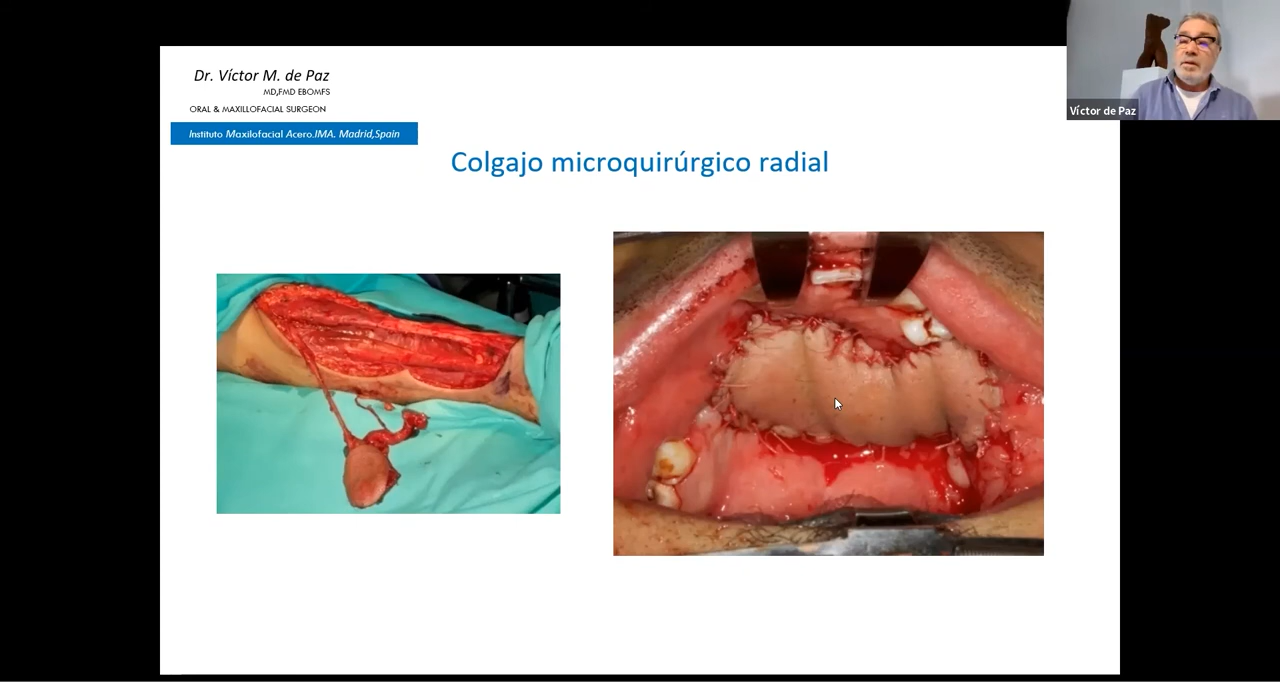 Dr. Víctor M. de Paz
MD,FMD EBOMFS
ORAL & MAXILLOFACIAL SURGEON
Instituto Maxilofacial Acero.IMA. Madrid,Spain
Colgajo microquirúrgico radial
Víctor de Paz